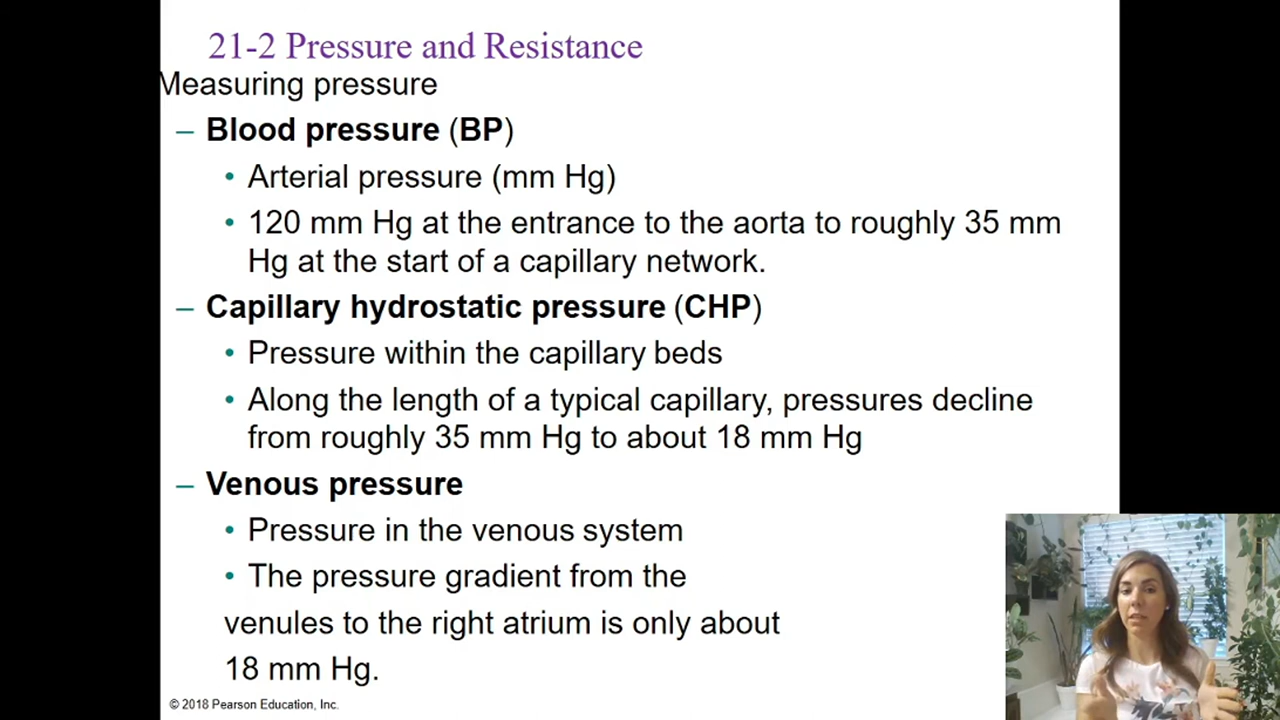 21-2 Pressure and Resistance
Measuring pressure
– Blood pressure (BP)
• Arterial pressure (mm Hg)
• 120 mm Hg at the entrance to the aorta to roughly 35 mm
Hg at the start of a capillary network.
– Capillary hydrostatic pressure (CHP)
• Pressure within the capillary beds
• Along the length of a typical capillary, pressures decline
from roughly 35 mm Hg to about 18 mm Hg
– Venous pressure
• Pressure in the venous system
• The pressure gradient from the
venules to the right atrium is only about
18 mm Hg.
© 2018 Pearson Education, Inc.